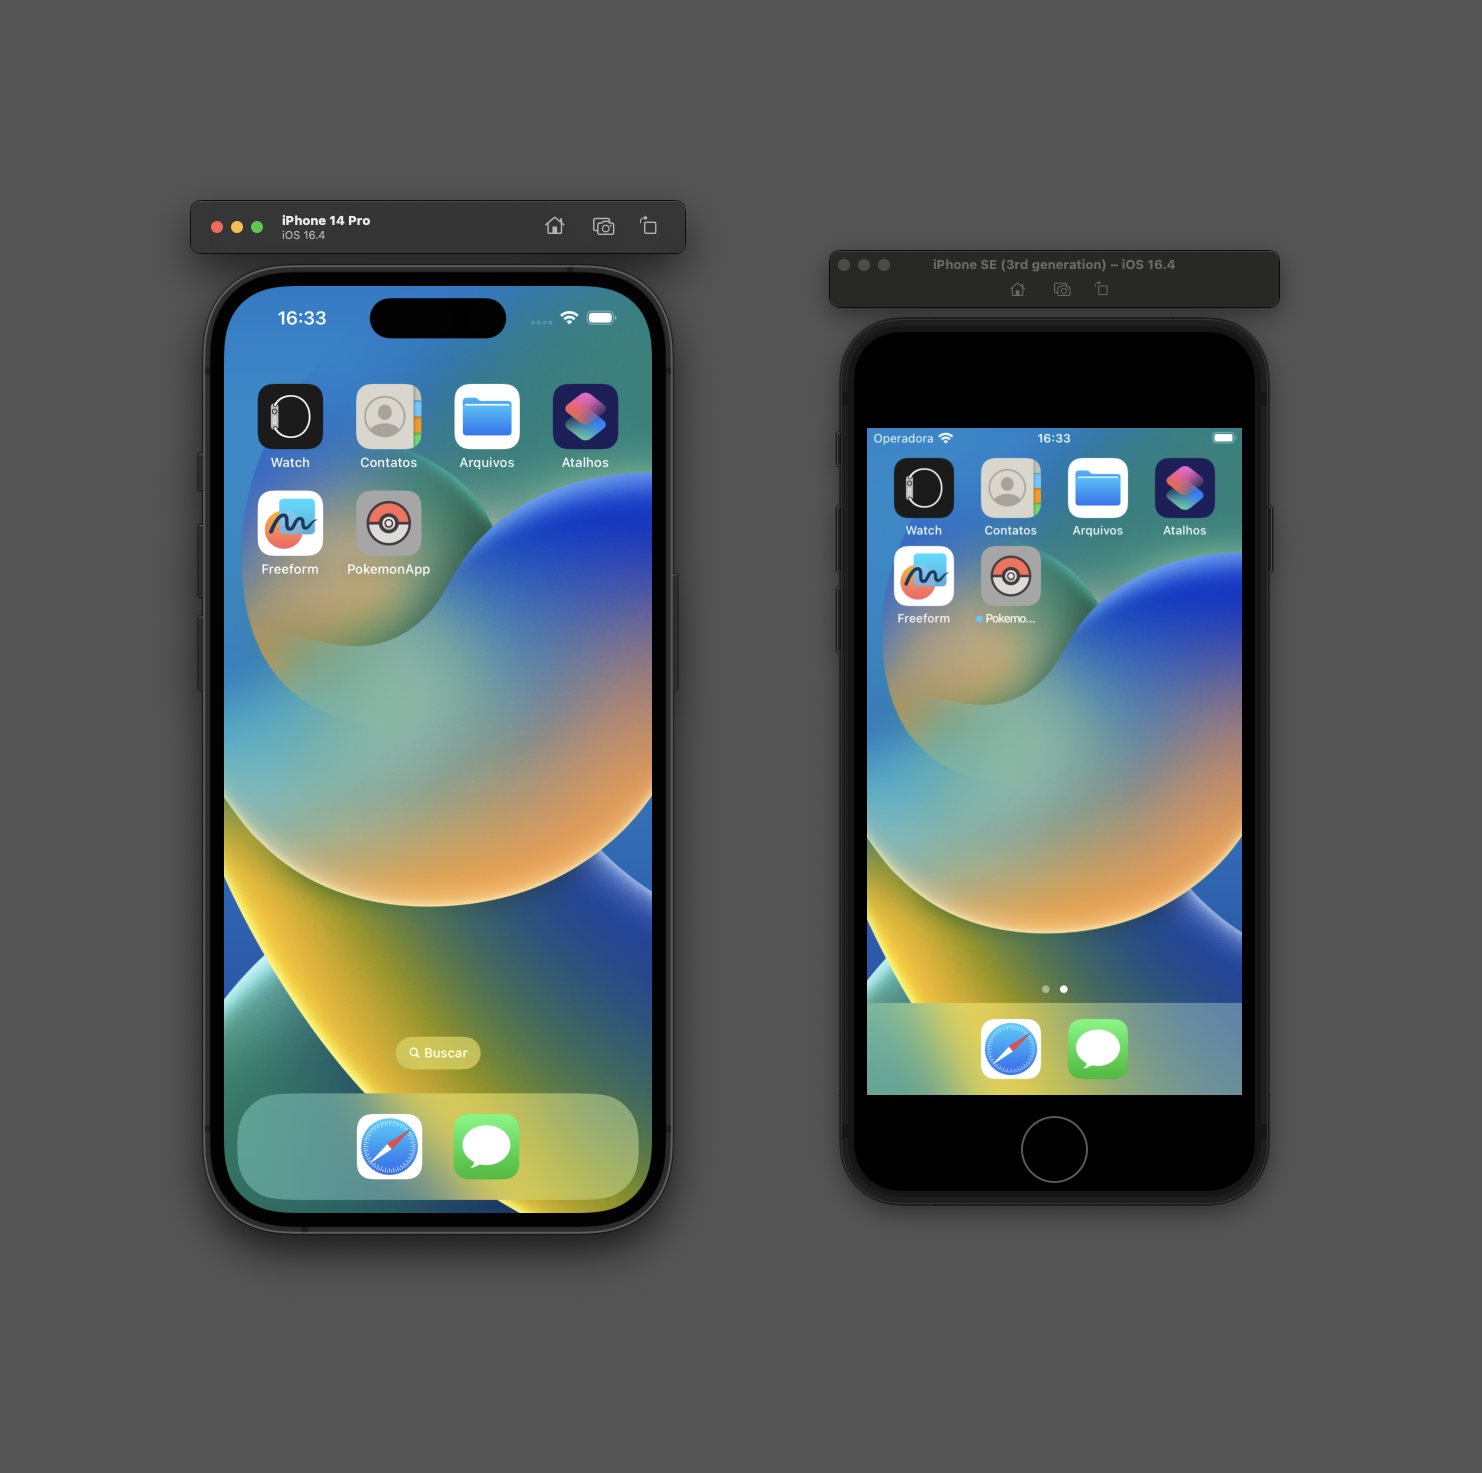 iPhone 14 Pro
iOS 16.4
16:33
Watch
Contatos
Arquivos
Atalhos
Freeform
PokemonApp
Buscar
iPhone SE (3rd generation) – iOS 16.4
Operadora
16:33
Watch
Contatos
Arquivos
Atalhos
Freeform
Pokemo...